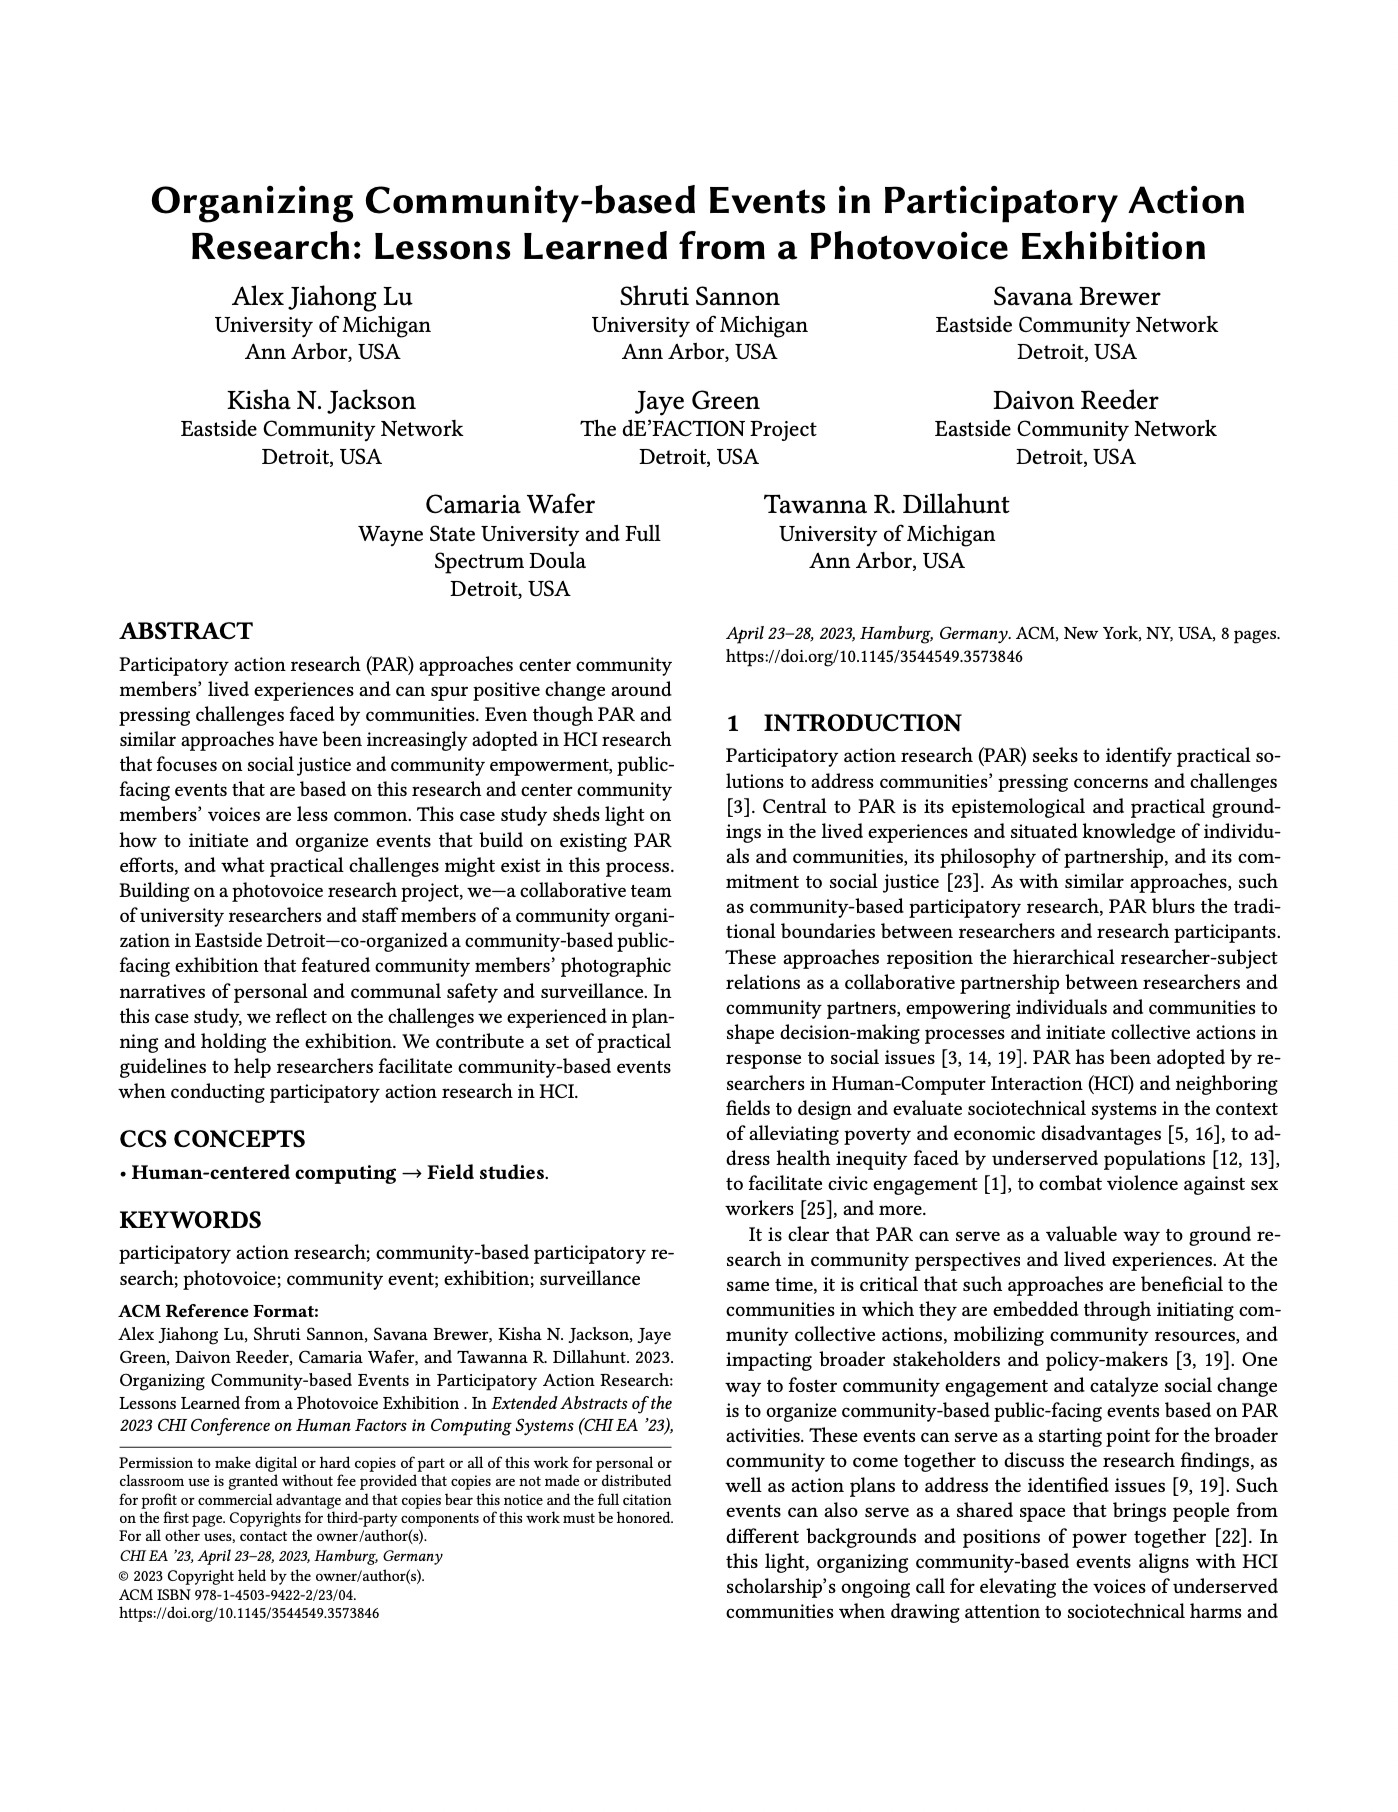 Organizing Community-based Events in Participatory Action
Research: Lessons Learned from a Photovoice Exhibition
Alex Jiahong Lu
University of Michigan
Ann Arbor, USA
Shruti Sannon
University of Michigan
Ann Arbor, USA
Savana Brewer
Eastside Community Network
Detroit, USA
Kisha N. Jackson
Eastside Community Network
Detroit, USA
Jaye Green
The dE’FACTION Project
Detroit, USA
Daivon Reeder
Eastside Community Network
Detroit, USA
Camaria Wafer
Wayne State University and Full
Spectrum Doula
Detroit, USA
Tawanna R. Dillahunt
University of Michigan
Ann Arbor, USA
ABSTRACT
Participatory action research (PAR) approaches center community
members’ lived experiences and can spur positive change around
pressing challenges faced by communities. Even though PAR and
similar approaches have been increasingly adopted in HCI research
that focuses on social justice and community empowerment, public-
facing events that are based on this research and center community
members’ voices are less common. This case study sheds light on
how to initiate and organize events that build on existing PAR
efforts, and what practical challenges might exist in this process.
Building on a photovoice research project, we—a collaborative team
of university researchers and staff members of a community organi-
zation in Eastside Detroit—co-organized a community-based public-
facing exhibition that featured community members’ photographic
narratives of personal and communal safety and surveillance. In
this case study, we reflect on the challenges we experienced in plan-
ning and holding the exhibition. We contribute a set of practical
guidelines to help researchers facilitate community-based events
when conducting participatory action research in HCI.
CCS CONCEPTS
• Human-centered computing → Field studies.
KEYWORDS
participatory action research; community-based participatory re-
search; photovoice; community event; exhibition; surveillance
ACM Reference Format:
Alex Jiahong Lu, Shruti Sannon, Savana Brewer, Kisha N. Jackson, Jaye
Green, Daivon Reeder, Camaria Wafer, and Tawanna R. Dillahunt. 2023.
Organizing Community-based Events in Participatory Action Research:
Lessons Learned from a Photovoice Exhibition . In Extended Abstracts of the
2023 CHI Conference on Human Factors in Computing Systems (CHI EA ’23),
Permission to make digital or hard copies of part or all of this work for personal or
classroom use is granted without fee provided that copies are not made or distributed
for profit or commercial advantage and that copies bear this notice and the full citation
on the first page. Copyrights for third-party components of this work must be honored.
For all other uses, contact the owner/author(s).
CHI EA ’23, April 23–28, 2023, Hamburg, Germany
© 2023 Copyright held by the owner/author(s).
ACM ISBN 978-1-4503-9422-2/23/04.
https://doi.org/10.1145/3544549.3573846
April 23–28, 2023, Hamburg, Germany. ACM, New York, NY, USA, 8 pages.
https://doi.org/10.1145/3544549.3573846
1 INTRODUCTION
Participatory action research (PAR) seeks to identify practical so-
lutions to address communities’ pressing concerns and challenges
[3]. Central to PAR is its epistemological and practical ground-
ings in the lived experiences and situated knowledge of individu-
als and communities, its philosophy of partnership, and its com-
mitment to social justice [23]. As with similar approaches, such
as community-based participatory research, PAR blurs the tradi-
tional boundaries between researchers and research participants.
These approaches reposition the hierarchical researcher-subject
relations as a collaborative partnership between researchers and
community partners, empowering individuals and communities to
shape decision-making processes and initiate collective actions in
response to social issues [3, 14, 19]. PAR has been adopted by re-
searchers in Human-Computer Interaction (HCI) and neighboring
fields to design and evaluate sociotechnical systems in the context
of alleviating poverty and economic disadvantages [5, 16], to ad-
dress health inequity faced by underserved populations [12, 13],
to facilitate civic engagement [1], to combat violence against sex
workers [25], and more.
It is clear that PAR can serve as a valuable way to ground re-
search in community perspectives and lived experiences. At the
same time, it is critical that such approaches are beneficial to the
communities in which they are embedded through initiating com-
munity collective actions, mobilizing community resources, and
impacting broader stakeholders and policy-makers [3, 19]. One
way to foster community engagement and catalyze social change
is to organize community-based public-facing events based on PAR
activities. These events can serve as a starting point for the broader
community to come together to discuss the research findings, as
well as action plans to address the identified issues [9, 19]. Such
events can also serve as a shared space that brings people from
different backgrounds and positions of power together [22]. In
this light, organizing community-based events aligns with HCI
scholarship’s ongoing call for elevating the voices of underserved
communities when drawing attention to sociotechnical harms and